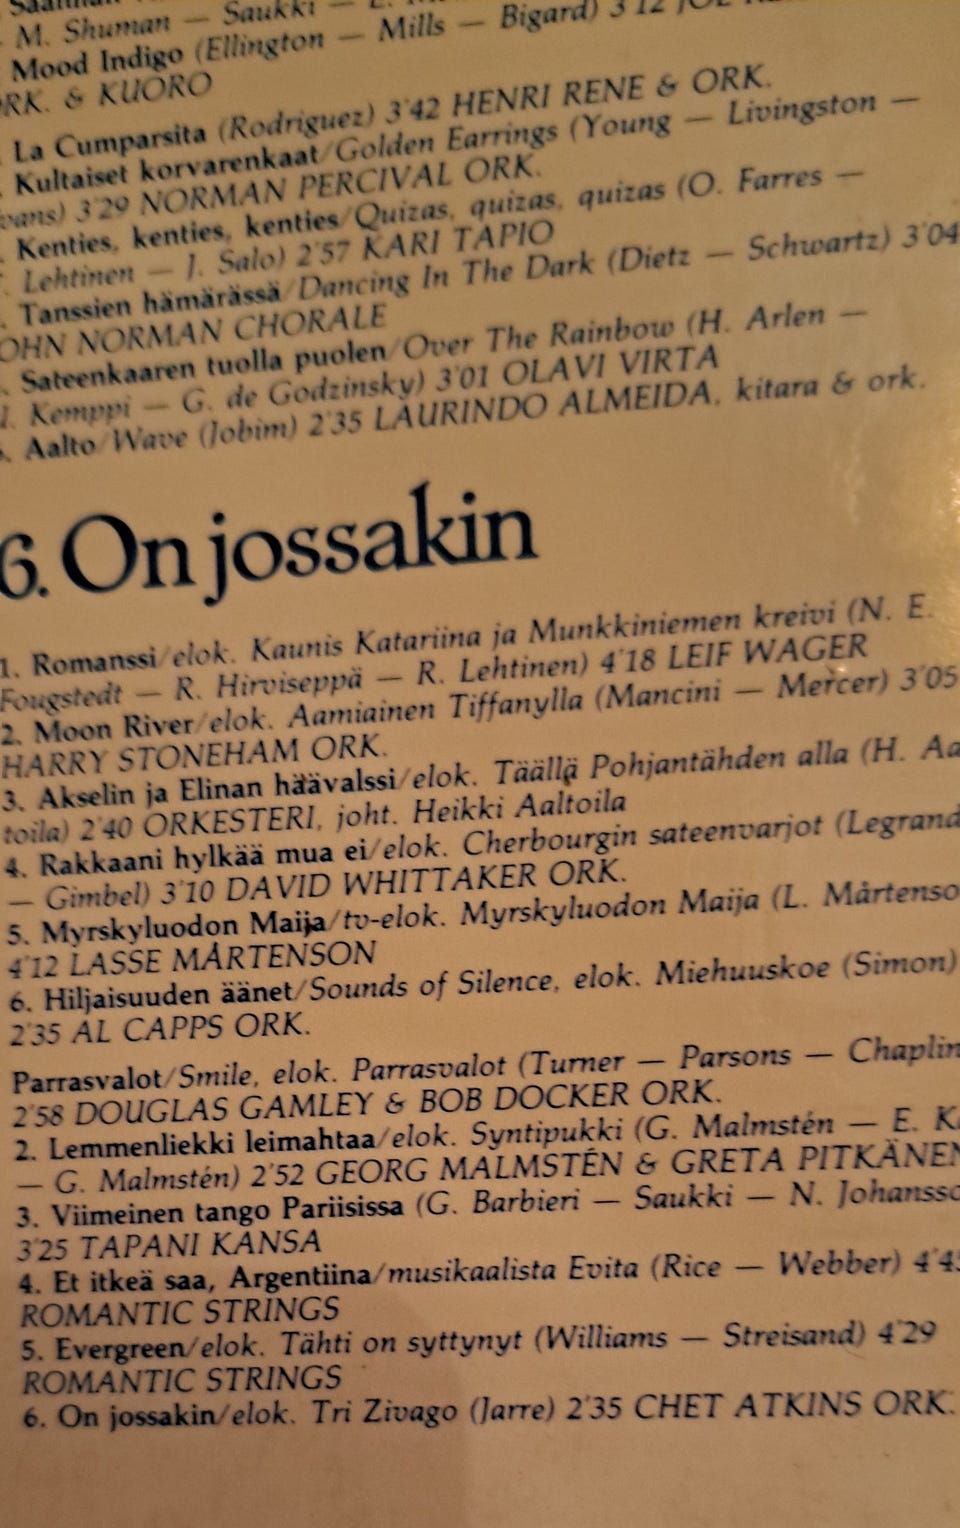 M. Shuman — Saukki —
Mood Indigo (Ellington — Mills — Bigard) 3'12
ORK. & KUORO
La Cumparsita (Rodriguez) 3'42 HENRI RENE & ORK.
Kultaiset korvarenkaat/Golden Earrings (Young — Livingston —
vans) 3'29 NORMAN PERCIVAL ORK.
Kenties, kenties, kenties/Quizas, quizas, quizas (O. Farres —
Lehtinen — J. Salo) 2'57 KARI TAPIO
Tanssien hämärässä/Dancing In The Dark (Dietz — Schwartz) 3'04
OHN NORMAN CHORALE
Sateenkaaren tuolla puolen/Over The Rainbow (H. Arlen —
Kemppi — G. de Godzinsky) 3'01 OLAVI VIRTA
Aalto/Wave (Jobim) 2'35 LAURINDO ALMEIDA, kitara & ork.
6. On jossakin
1. Romanssi/elok. Kaunis Katariina ja Munkkiniemen kreivi (N. E.
Fougstedt — R. Hirviseppä — R. Lehtinen) 4'18 LEIF WAGER
2. Moon River/elok. Aamiainen Tiffanylla (Mancini — Mercer) 3'05
HARRY STONEHAM ORK.
3. Akselin ja Elinan häävalssi/elok. Täällä Pohjantähden alla (H. Aa
toila) 2'40 ORKESTERI, joht. Heikki Aaltoila
4. Rakkaani hylkää mua ei/elok. Cherbourgin sateenvarjot (Legrand
— Gimbel) 3'10 DAVID WHITTAKER ORK.
5. Myrskyluodon Maija/tv-elok. Myrskyluodon Maija (L. Mårtenso
4'12 LASSE MÅRTENSON
6. Hiljaisuuden äänet/Sounds of Silence, elok. Miehuuskoe (Simon)
2'35 AL CAPPS ORK.
Parrasvalot/Smile, elok. Parrasvalot (Turner — Parsons — Chaplin
2'58 DOUGLAS GAMLEY & BOB DOCKER ORK.
2. Lemmenliekki leimahtaa/elok. Syntipukki (G. Malmstén — E. K
— G. Malmstén) 2'52 GEORG MALMSTÉN & GRETA PITKÄNEN
3. Viimeinen tango Pariisissa (G. Barbieri — Saukki — N. Johansso
3'25 TAPANI KANSA
4. Et itkeä saa, Argentiina/musikaalista Evita (Rice — Webber) 4'45
ROMANTIC STRINGS
5. Evergreen/elok. Tähti on syttynyt (Williams — Streisand) 4'29
ROMANTIC STRINGS
6. On jossakin/elok. Tri Zivago (Jarre) 2'35 CHET ATKINS ORK.